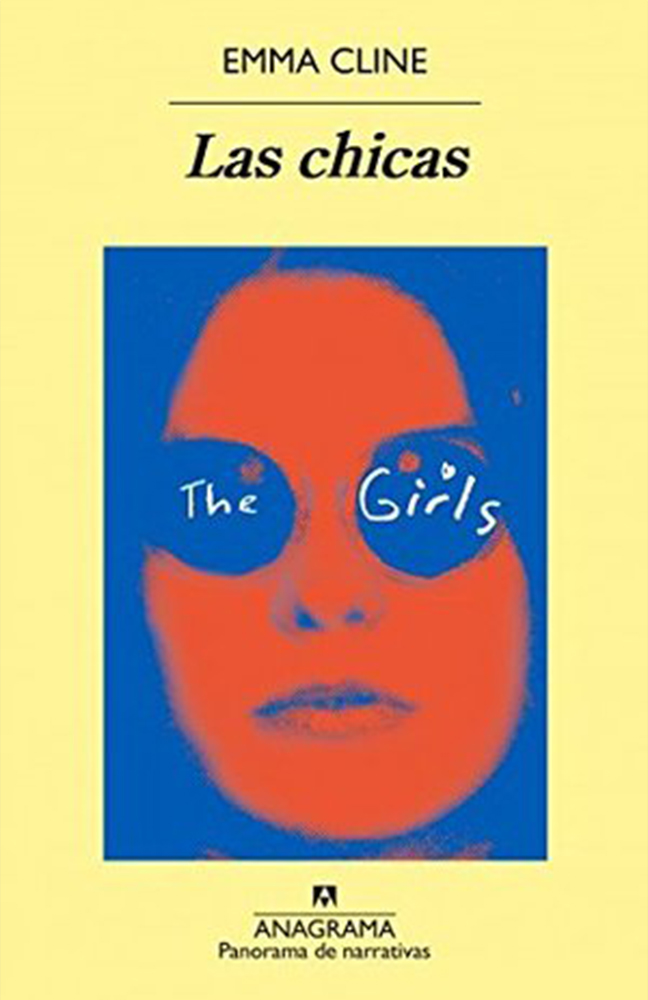 EMMA CLINE
Las chicas
The Girls
ANAGRAMA
Panorama de narrativas